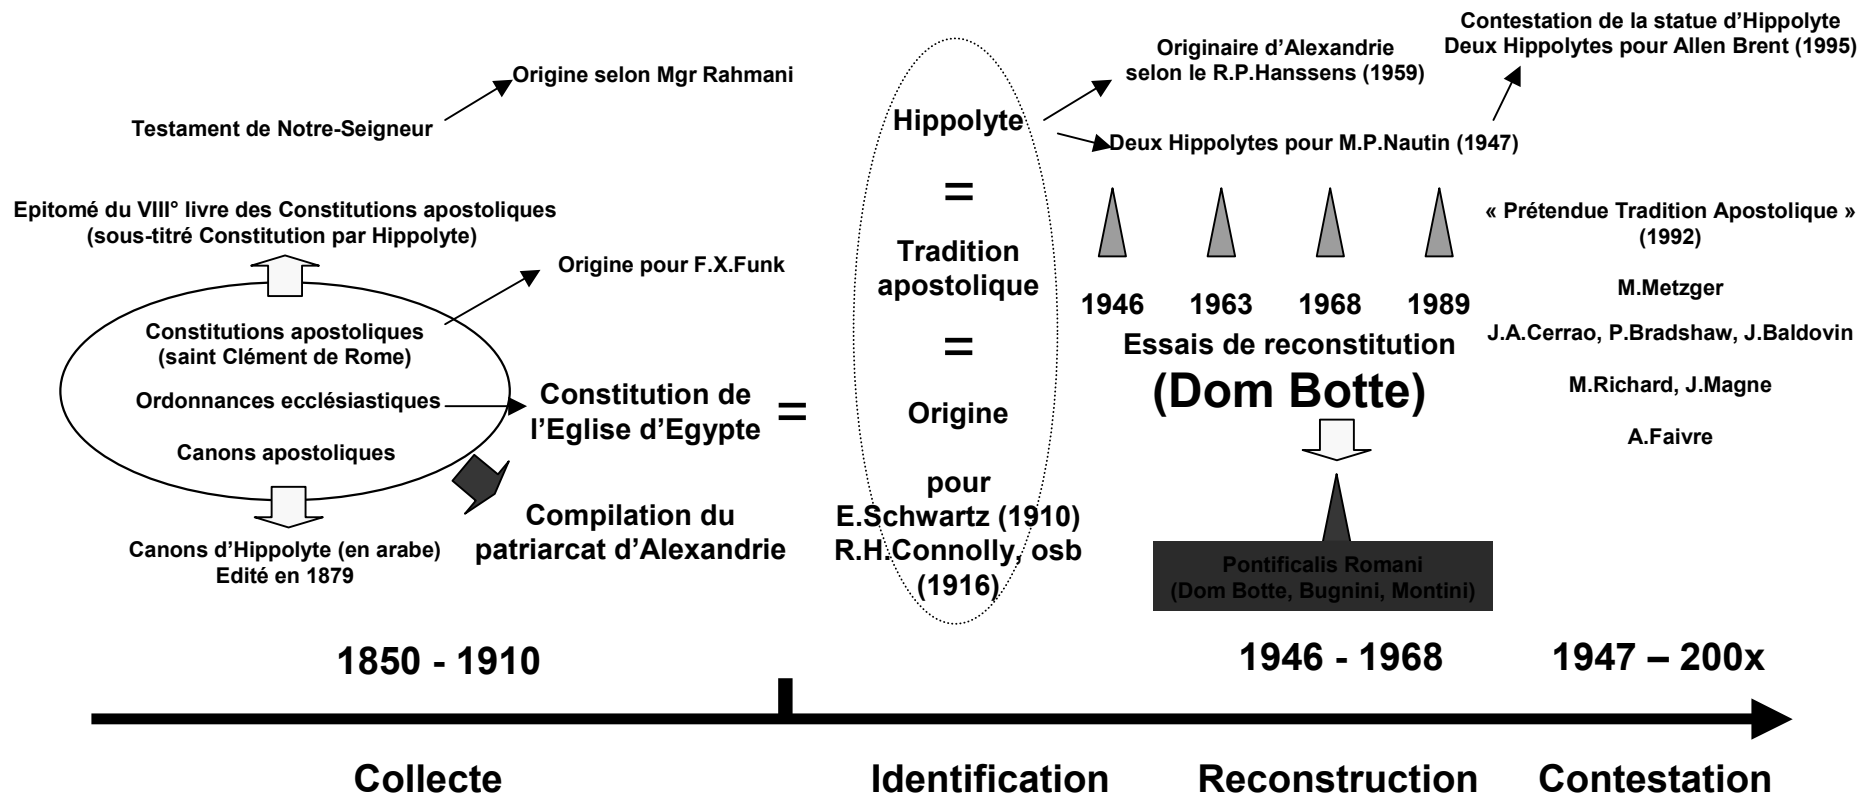 Contestation de la statue d’Hippolyte
Deux Hippolytes pour Allen Brent (1995)
Originaire d’Alexandrie
selon le R.P.Hanssens (1959)
Origine selon Mgr Rahmani
Testament de Notre-Seigneur
Hippolyte
Deux Hippolytes pour M.P.Nautin (1947)
=
Epitomé du VIII° livre des Constitutions apostoliques
(sous-titré Constitution par Hippolyte)
« Prétendue Tradition Apostolique »
(1992)
Origine pour F.X.Funk
Tradition
apostolique
M.Metzger
1946 1963 1968 1989
Constitutions apostoliques
(saint Clément de Rome)
=
Essais de reconstitution
(Dom Botte)
J.A.Cerrao, P.Bradshaw, J.Baldovin
M.Richard, J.Magne
A.Faivre
Ordonnances ecclésiastiques
Constitution de
l’Eglise d’Egypte
=
Origine
Canons apostoliques
pour
E.Schwartz (1910)
R.H.Connolly, osb
(1916)
Compilation du
patriarcat d’Alexandrie
Canons d’Hippolyte (en arabe)
Edité en 1879
Pontificalis Romani
(Dom Botte, Bugnini, Montini)
1850 - 1910
1946 - 1968
1947 – 200x
Collecte
Identification
Reconstruction
Contestation